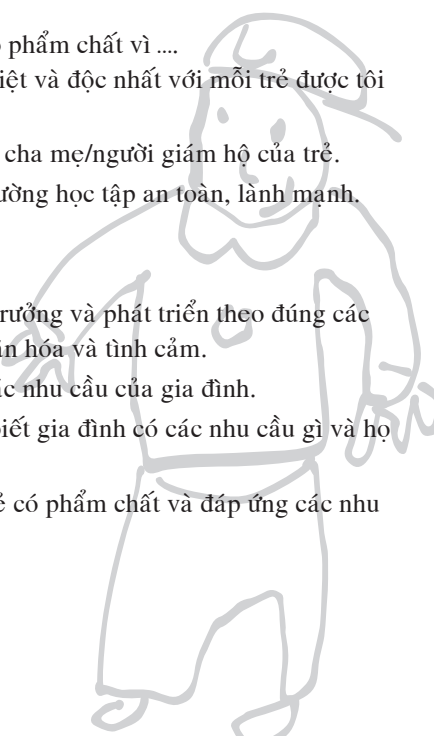 phẩm chất vì ....
iệt và độc nhất với mỗi trẻ được tôi
cha mẹ/người giám hộ của trẻ.
ường học tập an toàn, lành mạnh.
rưởng và phát triển theo đúng các
ăn hóa và tình cảm.
ác nhu cầu của gia đình.
biết gia đình có các nhu cầu gì và họ
ẻ có phẩm chất và đáp ứng các nhu